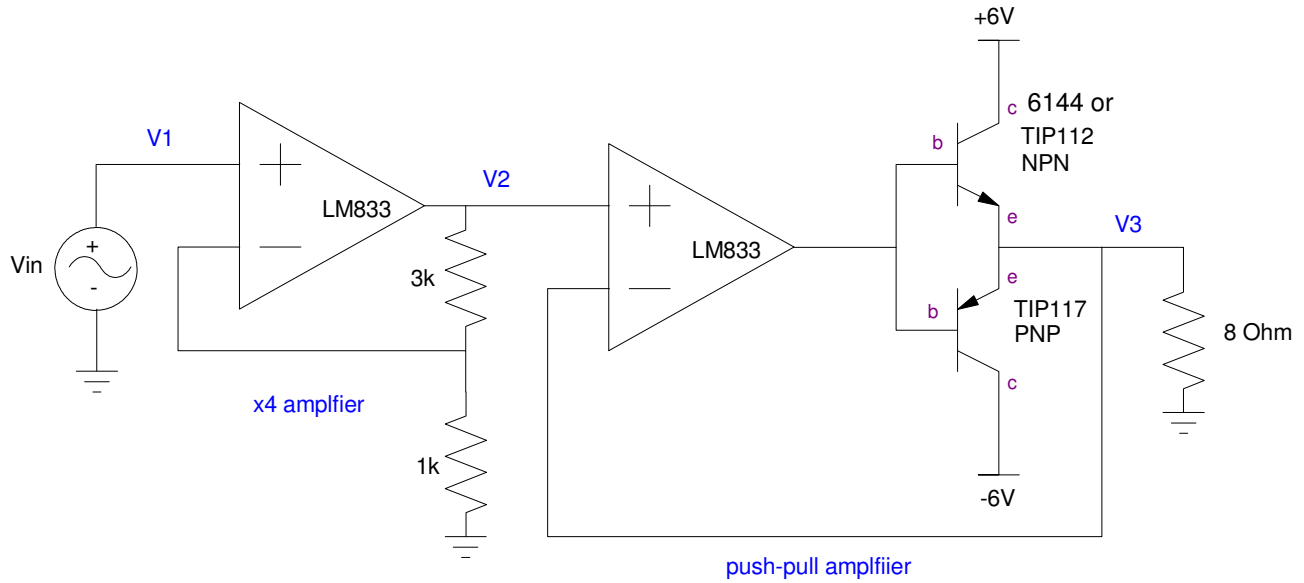 +6V
c
6144 or
TIP112
NPN
b
V1
V2
LM833
LM833
e
V3
Vin
+
-
3k
e
b
TIP117
PNP
8 Ohm
c
x4 amplfier
1k
-6V
push-pull amplfiier